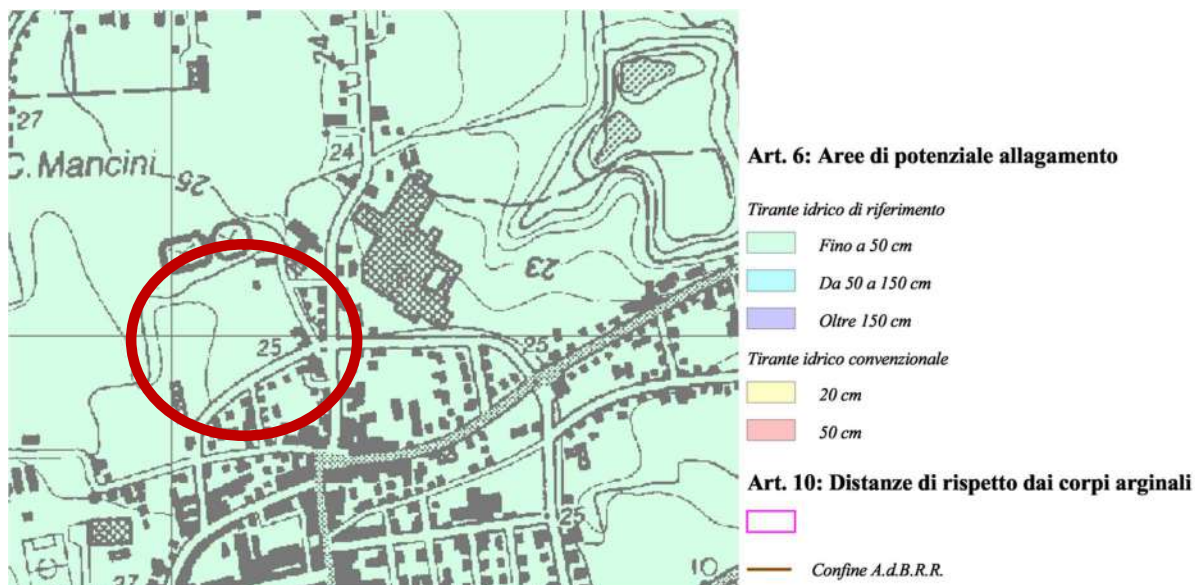 24
27
24
C. Mancini
25
23
25
25
25
27
10
Art. 6: Aree di potenziale allagamento
Tirante idrico di riferimento
Fino a 50 cm
Da 50 a 150 cm
Oltre 150 cm
Tirante idrico convenzionale
20 cm
50 cm
Art. 10: Distanze di rispetto dai corpi arginali
Confine A.d.B.R.R.